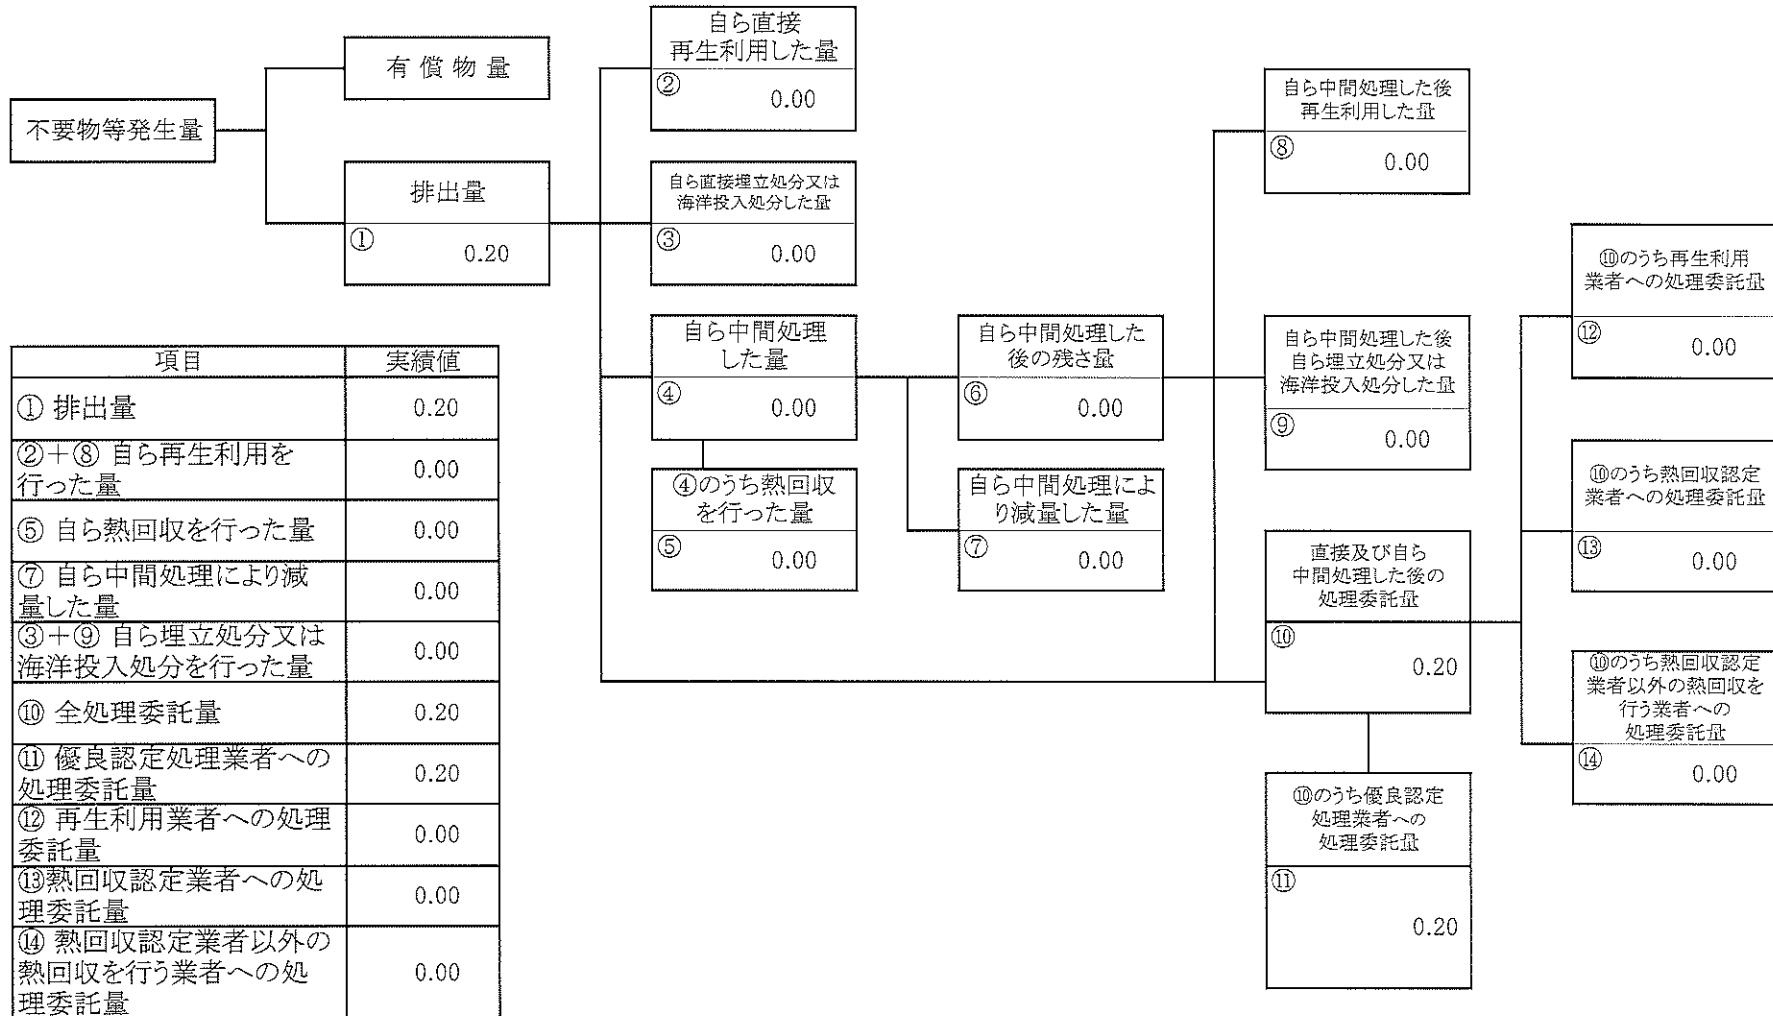 不要物等発生量
有償物量
排出量
① 0.20
自ら直接
再生利用した量
② 0.00
自ら直接埋立処分又は
海洋投入処分した量
③ 0.00
自ら中間処理
した量
④ 0.00
④のうち熱回収
を行った量
⑤ 0.00
自ら中間処理した
後の残さ量
⑥ 0.00
自ら中間処理によ
り減量した量
⑦ 0.00
自ら中間処理した後
再生利用した量
⑧ 0.00
自ら中間処理した後
自ら埋立処分又は
海洋投入処分した量
⑨ 0.00
直接及び自ら
中間処理した後の
処理委託量
⑩ 0.20
⑩のうち優良認定
処理業者への
処理委託量
⑪ 0.20
⑩のうち再生利用
業者への処理委託量
⑫ 0.00
⑩のうち熱回収認定
業者への処理委託量
⑬ 0.00
⑩のうち熱回収認定
業者以外の熱回収を
行う業者への
処理委託量
⑭ 0.00
項目 実績値
① 排出量 0.20
②+⑧ 自ら再生利用を
行った量 0.00
⑤ 自ら熱回収を行った量 0.00
⑦ 自ら中間処理により減
量した量 0.00
③+⑨ 自ら埋立処分又は
海洋投入処分を行った量 0.00
⑩ 全処理委託量 0.20
⑪ 優良認定処理業者への
処理委託量 0.20
⑫ 再生利用業者への処理
委託量 0.00
⑬熱回収認定業者への処
理委託量 0.00
⑭ 熱回収認定業者以外の
熱回収を行う業者への処
理委託量 0.00